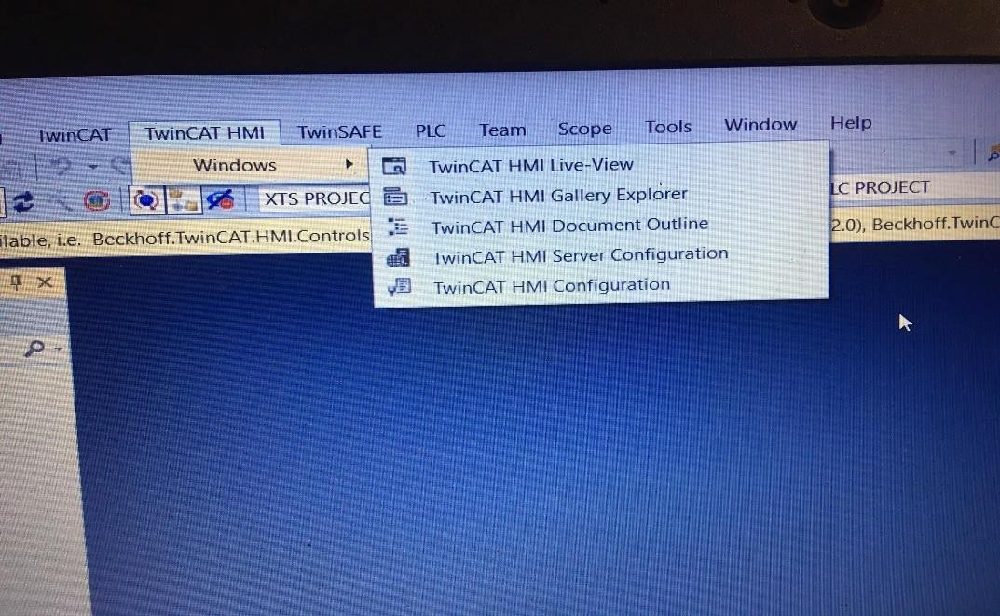 TwinCAT TwinCAT HMI TwinSAFE PLC Team Scope Tools Window Help
Windows
TwinCAT HMI Live-View
TwinCAT HMI Gallery Explorer
TwinCAT HMI Document Outline
TwinCAT HMI Server Configuration
TwinCAT HMI Configuration
XTS PROJEC LC PROJECT
ilable, i.e. Beckhoff.TwinCAT.HMI.Controls 2.0), Beckhoff.TwinC